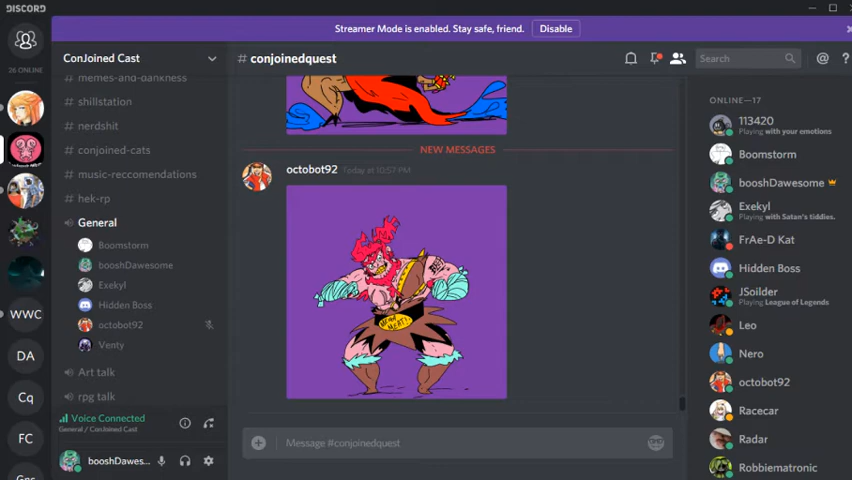 DISCORD
Streamer Mode is enabled. Stay safe, friend.
Disable
26 ONLINE
ConJoined Cast
# conjoinedquest
Search
@
?
# memes-and-dankness
# shillstation
# nerdshit
# conjoined-cats
# music-reccomendations
# hek-rp
General
Boomstorm
booshDawesome
Exekyl
Hidden Boss
octobot92
Venty
Art talk
rpg talk
Voice Connected
General / ConJoined Cast
booshDawes...
WWC
DA
Cq
FC
NEW MESSAGES
octobot92 Today at 10:57 PM
Message #conjoinedquest
ONLINE—17
113420
Playing with your emotions
Boomstorm
booshDawesome
Exekyl
Playing with Satan's tiddies.
FrAe-D Kat
Hidden Boss
JSoilder
Playing League of Legends
Leo
Nero
octobot92
Racecar
Radar
Robbiematronic